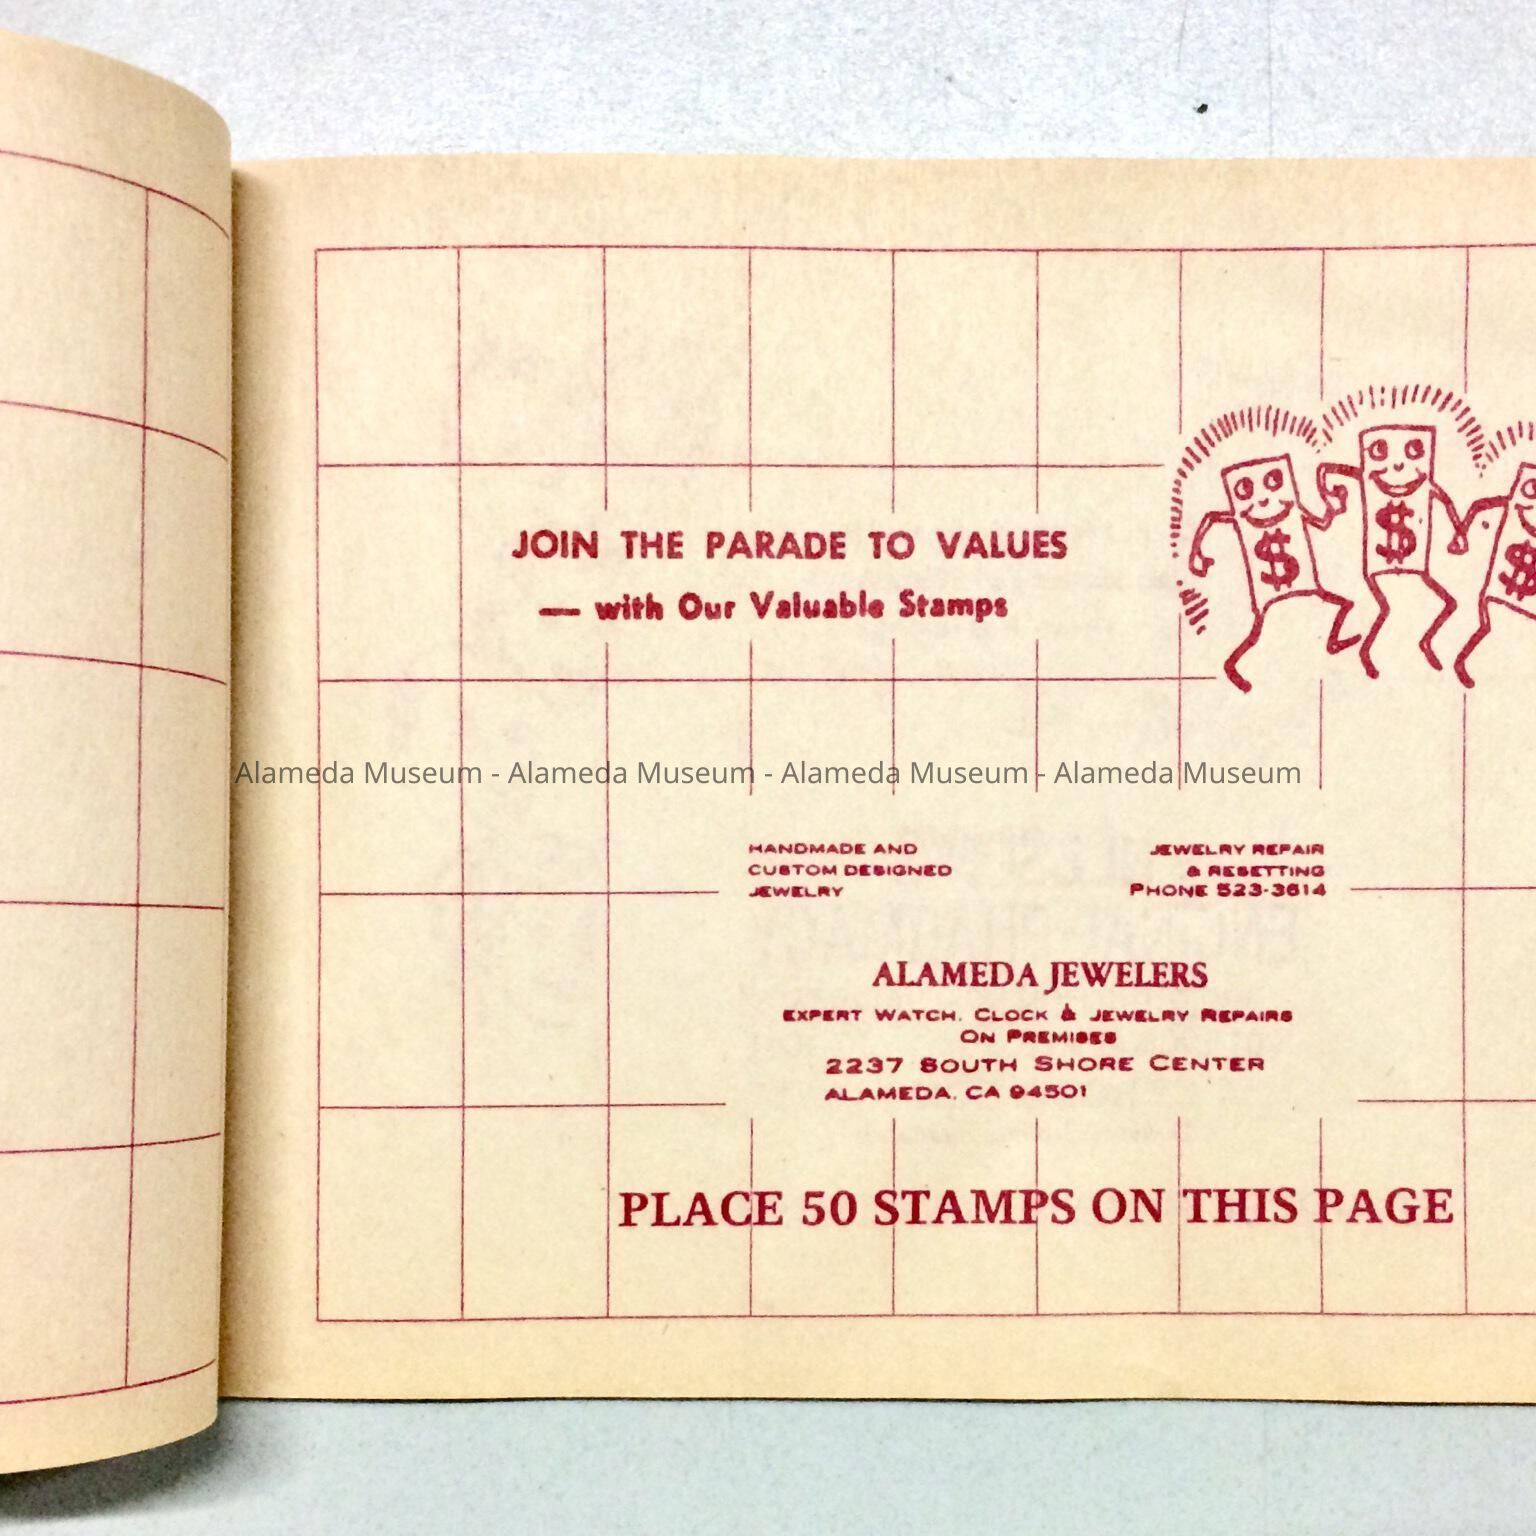 JOIN THE PARADE TO VALUES
— with Our Valuable Stamps
$ $ $
Alameda Museum - Alameda Museum - Alameda Museum - Alameda Museum
HANDMADE AND
CUSTOM DESIGNED
JEWELRY
JEWELRY REPAIR
& RESETTING
PHONE 523-3614
ALAMEDA JEWELERS
EXPERT WATCH, CLOCK & JEWELRY REPAIRS
ON PREMISES
2237 SOUTH SHORE CENTER
ALAMEDA, CA 94501
PLACE 50 STAMPS ON THIS PAGE